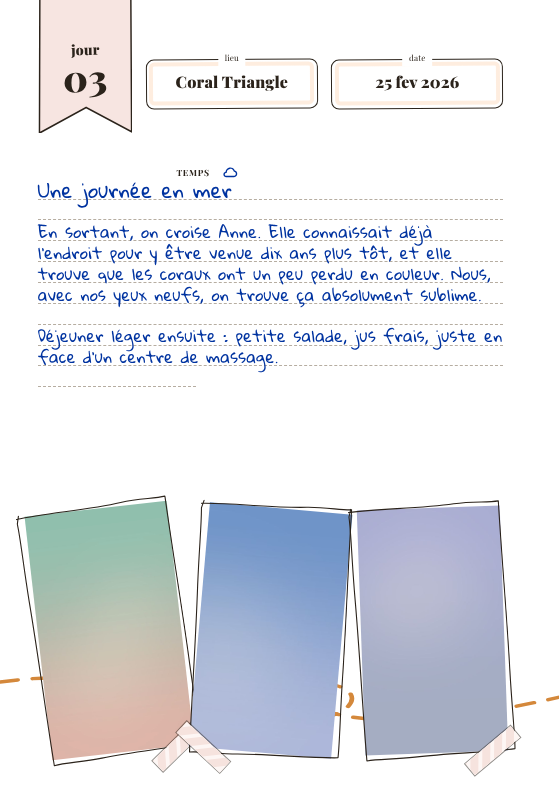 jour
03
lieu
Coral Triangle
date
25 fev 2026
TEMPS
Une journée en mer
En sortant, on croise Anne. Elle connaissait déjà
l'endroit pour y être venue dix ans plus tôt, et elle
trouve que les coraux ont un peu perdu en couleur. Nous,
avec nos yeux neufs, on trouve ça absolument sublime.
Déjeuner léger ensuite : petite salade, jus frais, juste en
face d'un centre de massage.